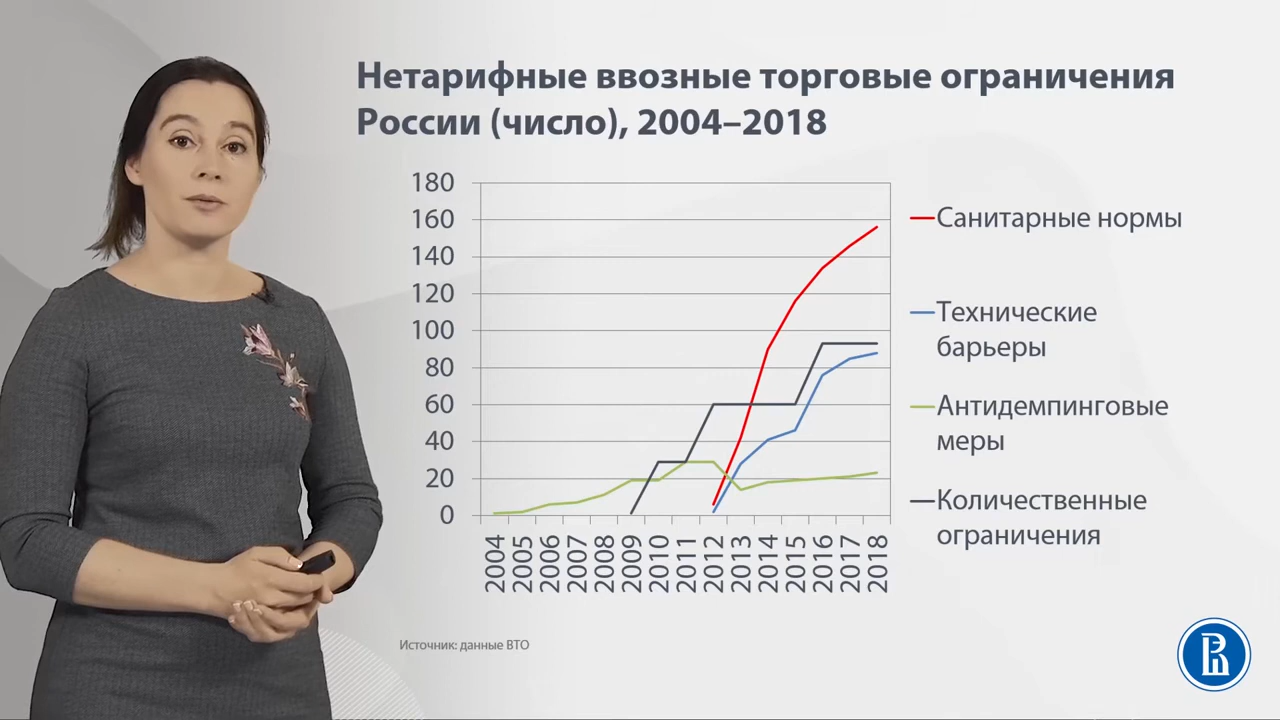 Нетарифные ввозные торговые ограничения
России (число), 2004–2018
180
160
140
120
100
80
60
40
20
0
2004
2005
2006
2007
2008
2009
2010
2011
2012
2013
2014
2015
2016
2017
2018
Санитарные нормы
Технические
барьеры
Антидемпинговые
меры
Количественные
ограничения
Источник: данные ВТО